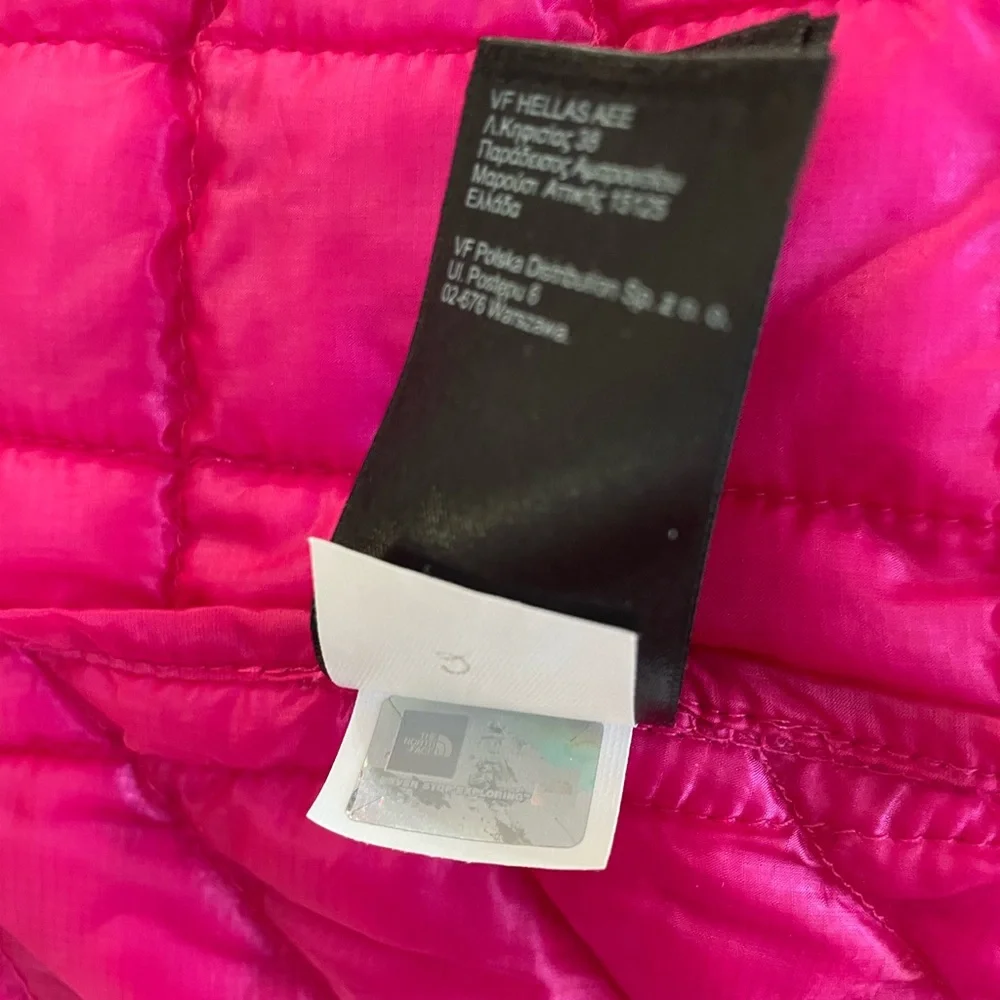 VF HELLAS AEE
Λ.Κηφισίας 38
Παράδεισος Αμαρουσίου
Μαρούσι Αττικής 15125
Ελλάδα
VF Polska Distribution Sp. z o. o.
Ul. Postępu 6
02-676 Warszawa.
THE
NORTH
FACE
NEVER STOP EXPLORING